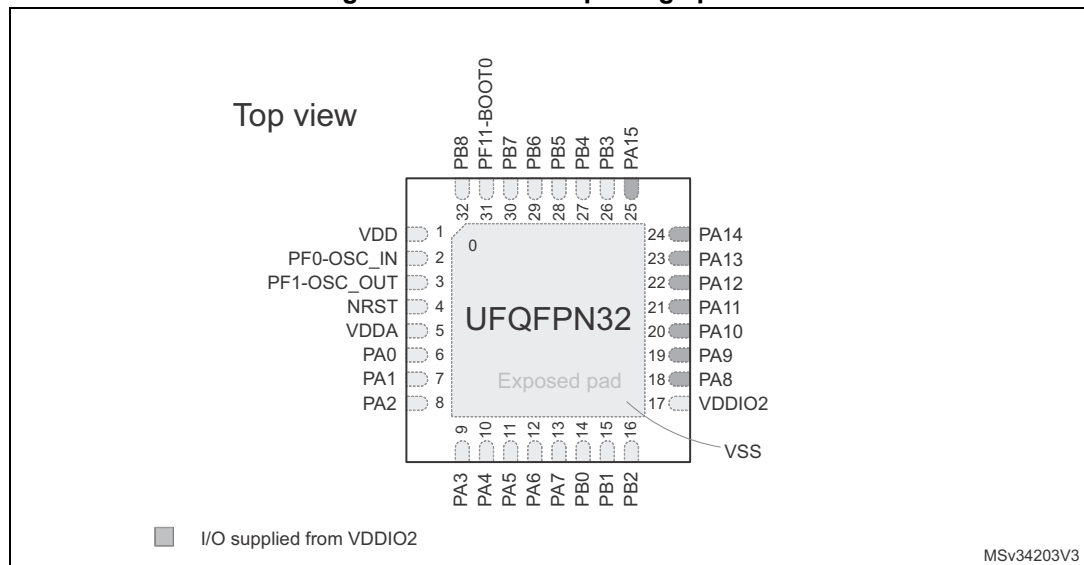 Top view
PB8
PF11-BOOT0
PB7
PB6
PB5
PB4
PB3
PA15
32
31
30
29
28
27
26
25
VDD 1
PF0-OSC_IN 2
PF1-OSC_OUT 3
NRST 4
VDDA 5
PA0 6
PA1 7
PA2 8
0
UFQFPN32
Exposed pad
24 PA14
23 PA13
22 PA12
21 PA11
20 PA10
19 PA9
18 PA8
17 VDDIO2
VSS
9
10
11
12
13
14
15
16
PA3
PA4
PA5
PA6
PA7
PB0
PB1
PB2
I/O supplied from VDDIO2
MSv34203V3